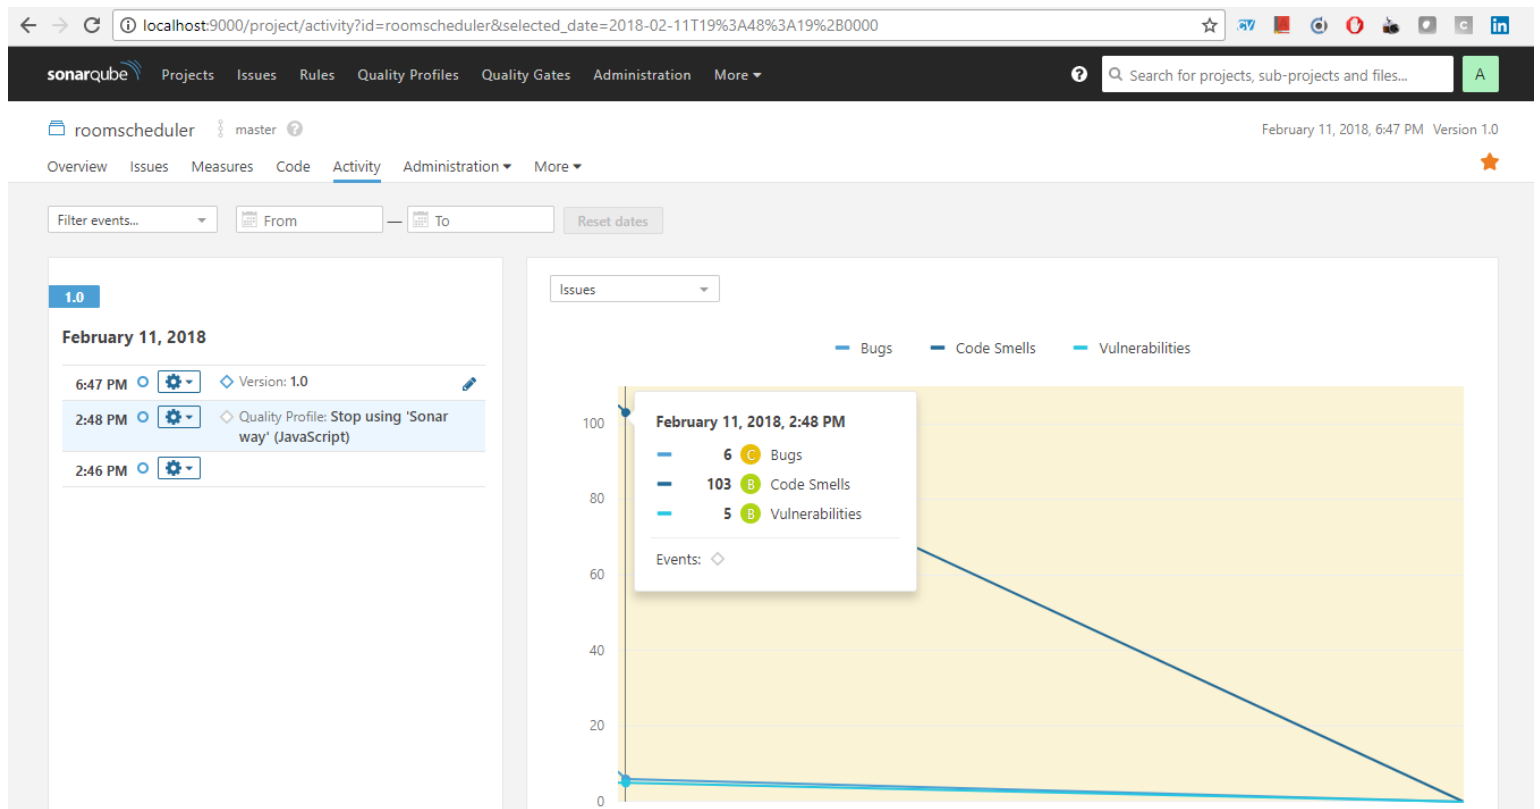 localhost:9000/project/activity?id=roomscheduler&selected_date=2018-02-11T19%3A48%3A19%2B0000
sonarqube Projects Issues Rules Quality Profiles Quality Gates Administration More Search for projects, sub-projects and files... A
roomscheduler master February 11, 2018, 6:47 PM Version 1.0
Overview Issues Measures Code Activity Administration More
Filter events... From — To Reset dates
1.0
February 11, 2018
6:47 PM Version: 1.0
2:48 PM Quality Profile: Stop using 'Sonar
way' (JavaScript)
2:46 PM
Issues
Bugs Code Smells Vulnerabilities
100
80
60
40
20
0
February 11, 2018, 2:48 PM
6 C Bugs
103 B Code Smells
5 B Vulnerabilities
Events: